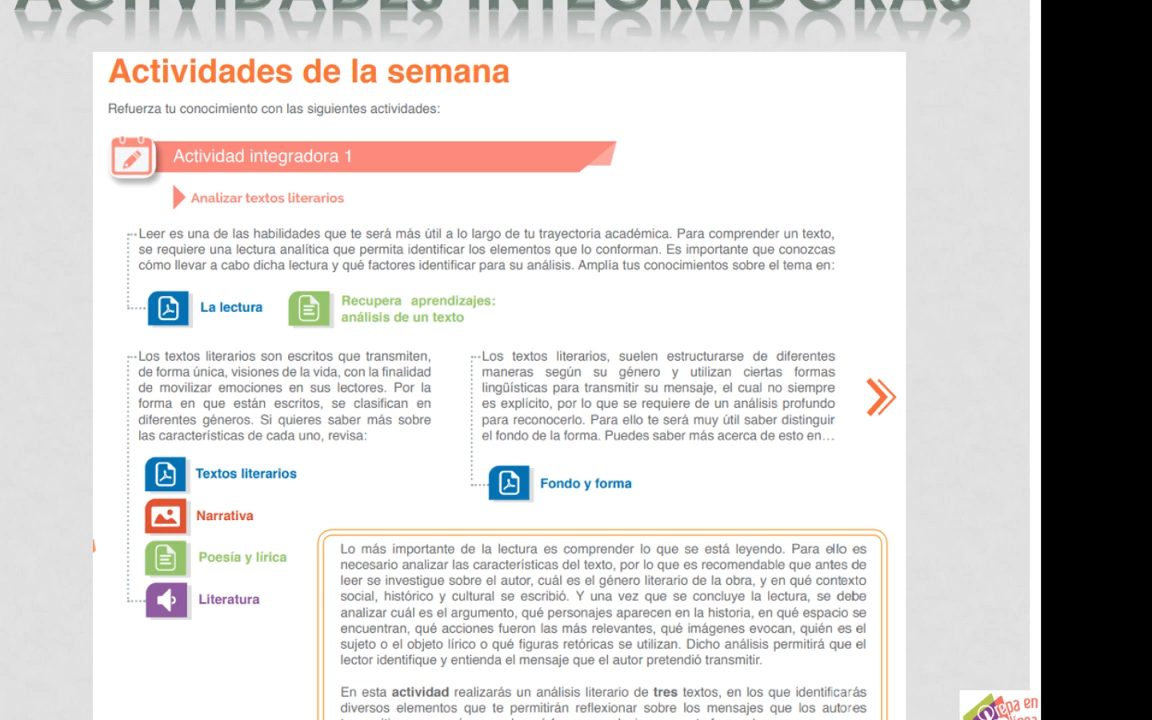 ACTIVIDADES INTEGRADORAS
Actividades de la semana
Refuerza tu conocimiento con las siguientes actividades:
Actividad integradora 1
Analizar textos literarios
Leer es una de las habilidades que te será más útil a lo largo de tu trayectoria académica. Para comprender un texto,
se requiere una lectura analítica que permita identificar los elementos que lo conforman. Es importante que conozcas
cómo llevar a cabo dicha lectura y qué factores identificar para su análisis. Amplía tus conocimientos sobre el tema en:
La lectura
Recupera aprendizajes:
análisis de un texto
Los textos literarios son escritos que transmiten,
de forma única, visiones de la vida, con la finalidad
de movilizar emociones en sus lectores. Por la
forma en que están escritos, se clasifican en
diferentes géneros. Si quieres saber más sobre
las características de cada uno, revisa:
Textos literarios
Narrativa
Poesía y lírica
Literatura
Los textos literarios, suelen estructurarse de diferentes
maneras según su género y utilizan ciertas formas
lingüísticas para transmitir su mensaje, el cual no siempre
es explícito, por lo que se requiere de un análisis profundo
para reconocerlo. Para ello te será muy útil saber distinguir
el fondo de la forma. Puedes saber más acerca de esto en…
Fondo y forma
Lo más importante de la lectura es comprender lo que se está leyendo. Para ello es
necesario analizar las características del texto, por lo que es recomendable que antes de
leer se investigue sobre el autor, cuál es el género literario de la obra, y en qué contexto
social, histórico y cultural se escribió. Y una vez que se concluye la lectura, se debe
analizar cuál es el argumento, qué personajes aparecen en la historia, en qué espacio se
encuentran, qué acciones fueron las más relevantes, qué imágenes evocan, quién es el
sujeto o el objeto lírico o qué figuras retóricas se utilizan. Dicho análisis permitirá que el
lector identifique y entienda el mensaje que el autor pretendió transmitir.
En esta actividad realizarás un análisis literario de tres textos, en los que identificarás
diversos elementos que te permitirán reflexionar sobre los mensajes que los autores
Prepa en